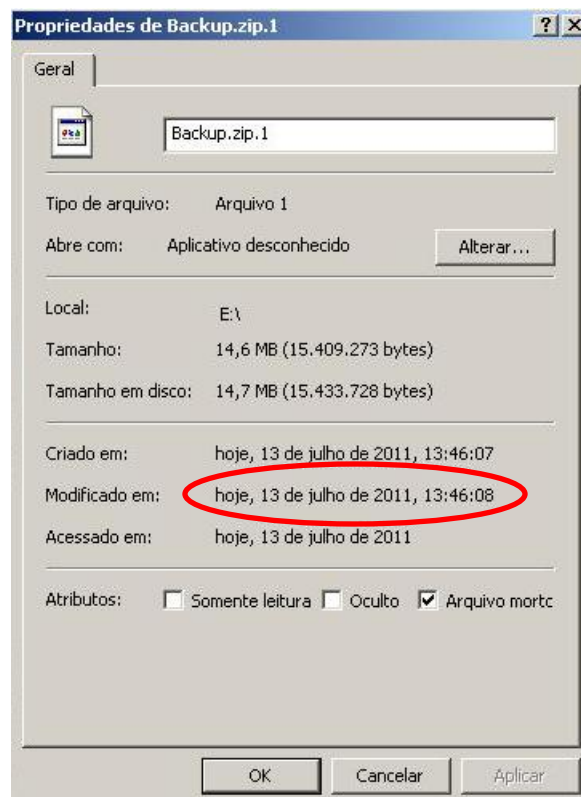 Propriedades de Backup.zip.1
Geral
Backup.zip.1
Tipo de arquivo: Arquivo 1
Abre com: Aplicativo desconhecido Alterar...
Local: E:\
Tamanho: 14,6 MB (15.409.273 bytes)
Tamanho em disco: 14,7 MB (15.433.728 bytes)
Criado em: hoje, 13 de julho de 2011, 13:46:07
Modificado em: hoje, 13 de julho de 2011, 13:46:08
Acessado em: hoje, 13 de julho de 2011
Atributos: Somente leitura Oculto Arquivo mortc
OK Cancelar Aplicar